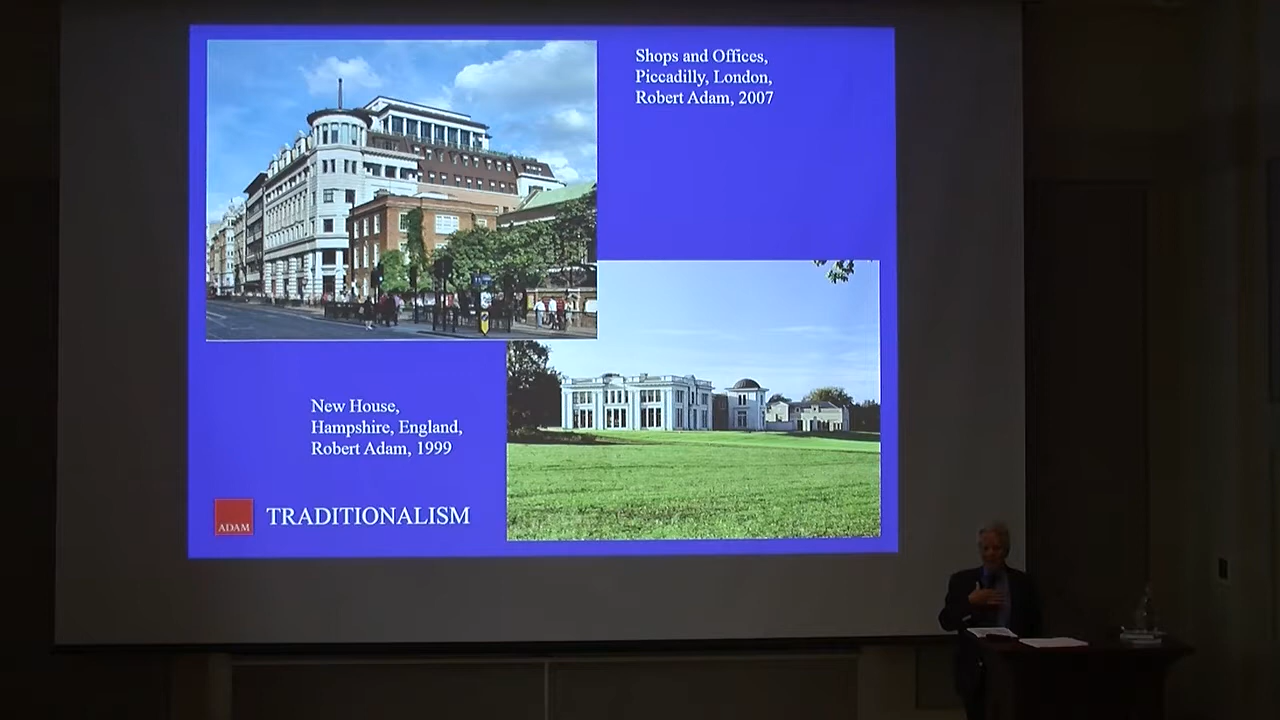 Shops and Offices,
Piccadilly, London,
Robert Adam, 2007
New House,
Hampshire, England,
Robert Adam, 1999
ADAM
TRADITIONALISM